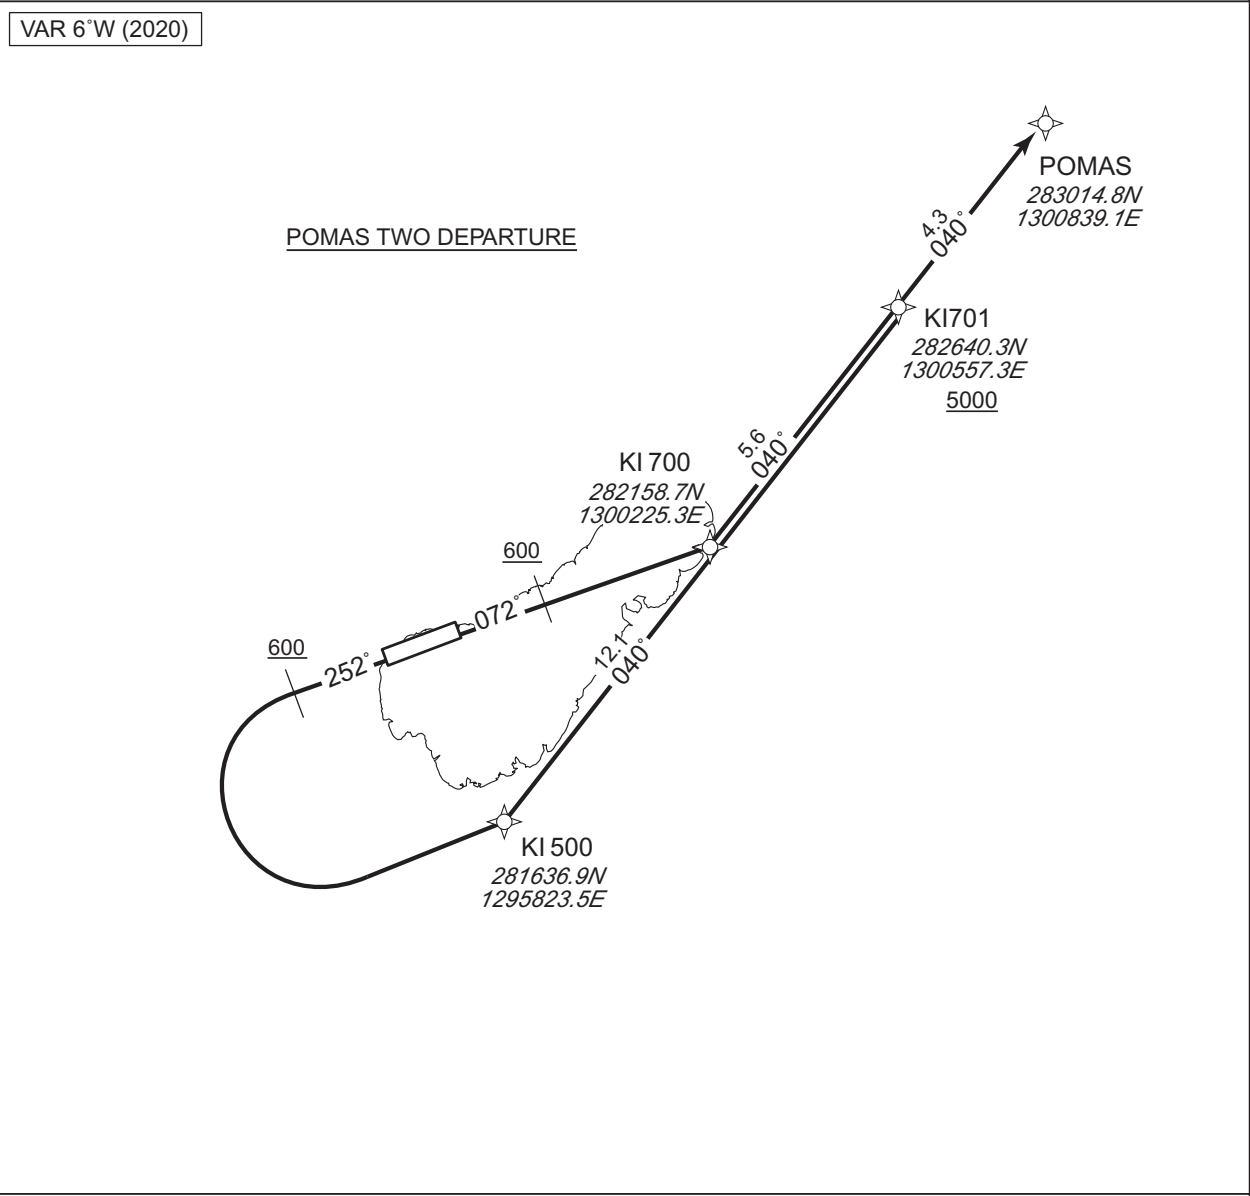 VAR 6°W (2020)
POMAS
283014.8N
1300839.1E
4.3
040°
POMAS TWO DEPARTURE
KI701
282640.3N
1300557.3E
5000
5.6
040°
KI 700
282158.7N
1300225.3E
600
072°
600
252°
12.1
040°
KI 500
281636.9N
1295823.5E